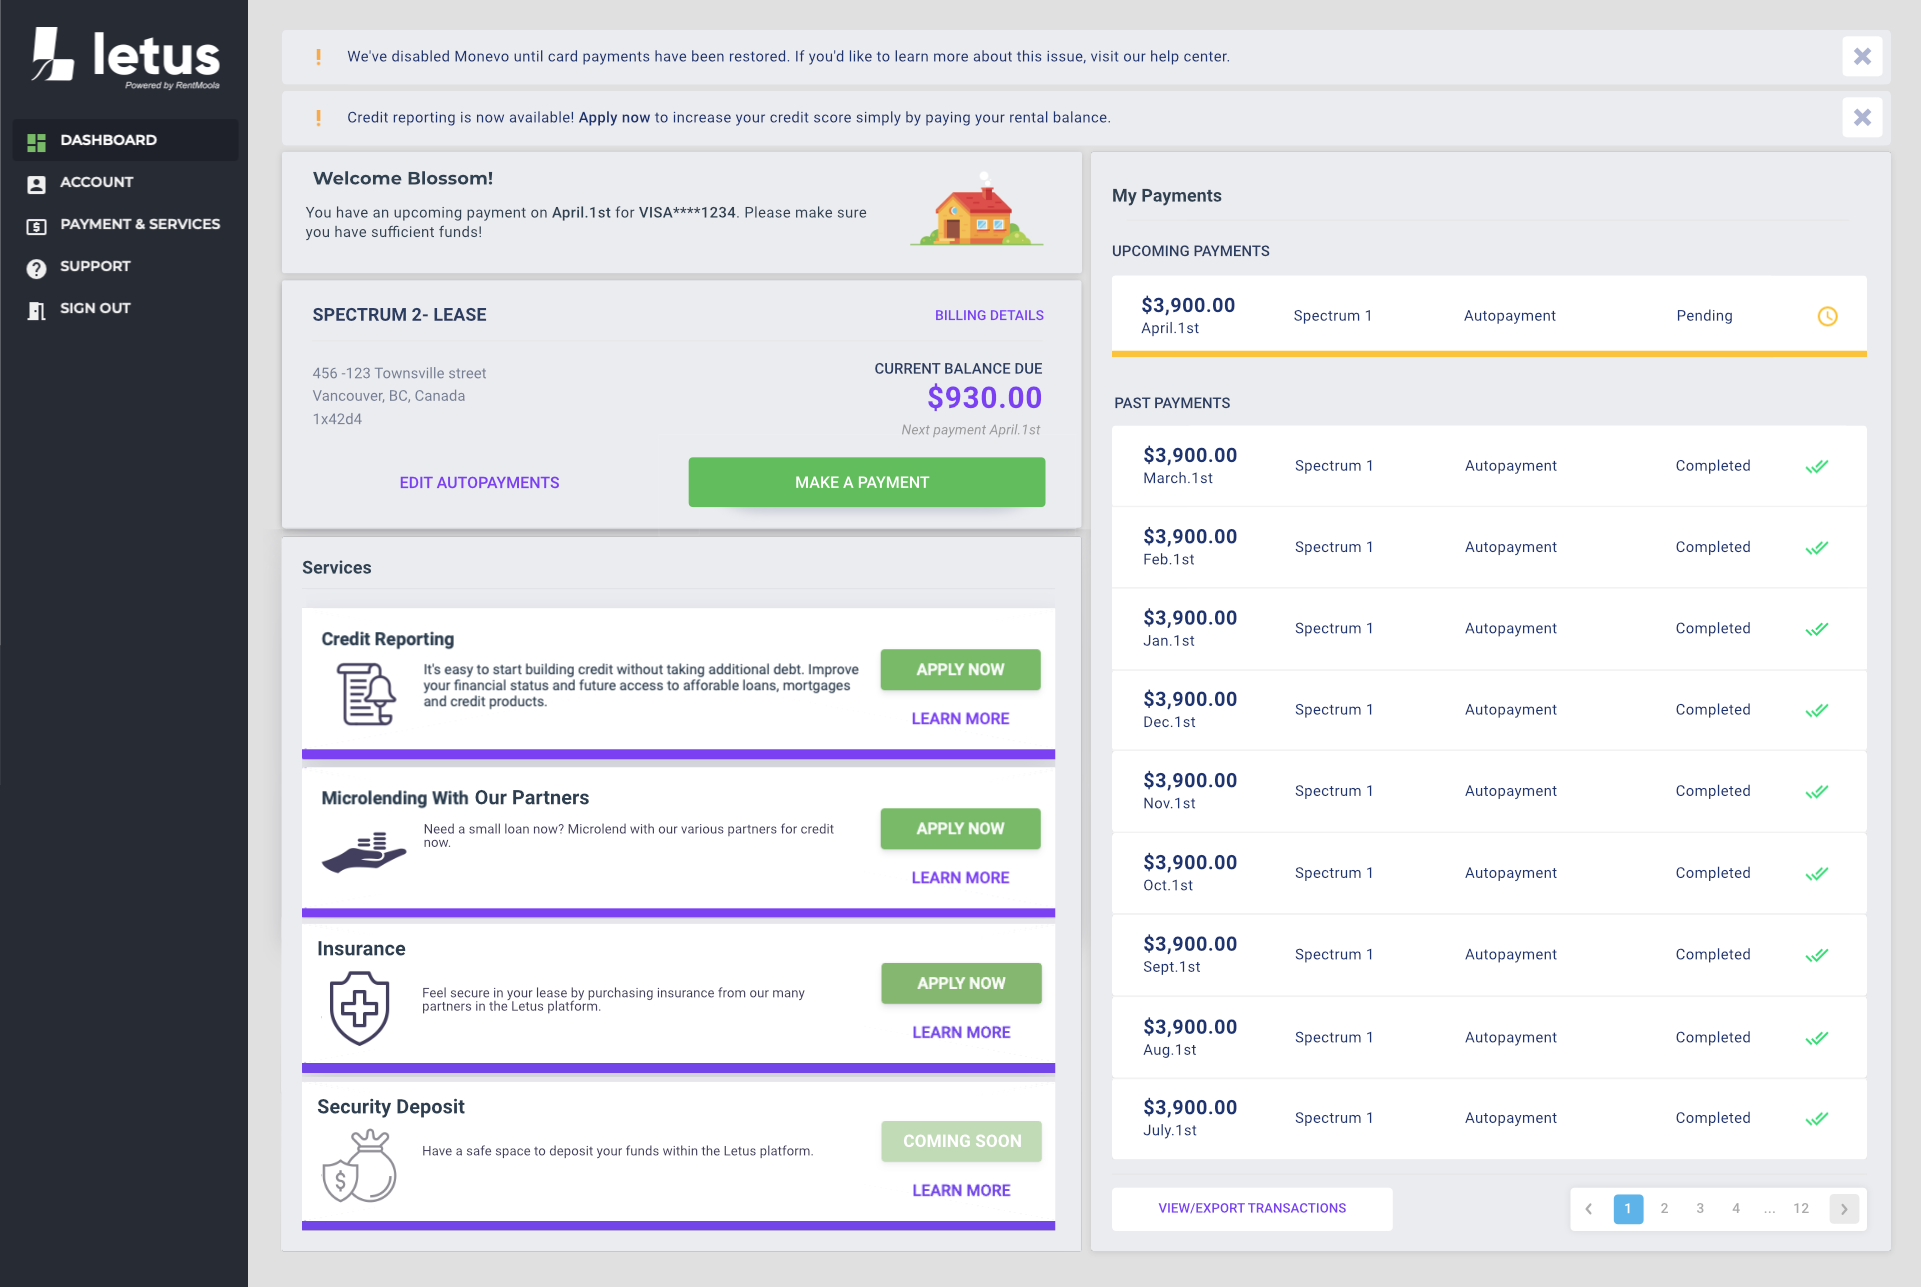 letus
Powered by RentMoola
DASHBOARD
ACCOUNT
PAYMENT & SERVICES
SUPPORT
SIGN OUT
We've disabled Monevo until card payments have been restored. If you'd like to learn more about this issue, visit our help center.
Credit reporting is now available! Apply now to increase your credit score simply by paying your rental balance.
Welcome Blossom!
You have an upcoming payment on April.1st for VISA****1234. Please make sure
you have sufficient funds!
SPECTRUM 2- LEASE
BILLING DETAILS
456 -123 Townsville street
Vancouver, BC, Canada
1x42d4
CURRENT BALANCE DUE
$930.00
Next payment April.1st
EDIT AUTOPAYMENTS
MAKE A PAYMENT
Services
Credit Reporting
It's easy to start building credit without taking additional debt. Improve
your financial status and future access to afforable loans, mortgages
and credit products.
APPLY NOW
LEARN MORE
Microlending With Our Partners
Need a small loan now? Microlend with our various partners for credit
now.
APPLY NOW
LEARN MORE
Insurance
Feel secure in your lease by purchasing insurance from our many
partners in the Letus platform.
APPLY NOW
LEARN MORE
Security Deposit
$
Have a safe space to deposit your funds within the Letus platform.
COMING SOON
LEARN MORE
My Payments
UPCOMING PAYMENTS
$3,900.00 Spectrum 1 Autopayment Pending
April.1st
PAST PAYMENTS
$3,900.00 Spectrum 1 Autopayment Completed
March.1st
$3,900.00 Spectrum 1 Autopayment Completed
Feb.1st
$3,900.00 Spectrum 1 Autopayment Completed
Jan.1st
$3,900.00 Spectrum 1 Autopayment Completed
Dec.1st
$3,900.00 Spectrum 1 Autopayment Completed
Nov.1st
$3,900.00 Spectrum 1 Autopayment Completed
Oct.1st
$3,900.00 Spectrum 1 Autopayment Completed
Sept.1st
$3,900.00 Spectrum 1 Autopayment Completed
Aug.1st
$3,900.00 Spectrum 1 Autopayment Completed
July.1st
VIEW/EXPORT TRANSACTIONS
1 2 3 4 ... 12